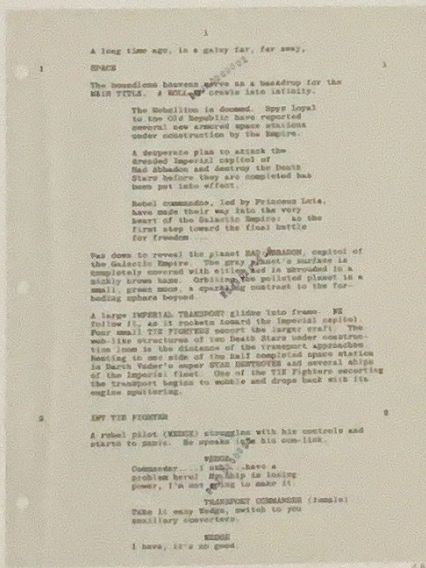 1
A long time ago, in a galaxy far, far away,
1 SPACE 1
The boundless heavens serve as a backdrop for the
MAIN TITLE. A ROLL-UP crawls into infinity.
The Rebellion is doomed. Spys loyal
to the Old Republic have reported
several new armored space stations
under construction by the Empire.
A desperate plan to attack the
dreaded Imperial capitol of
Had Abbadon and destroy the Death
Stars before they are completed has
been put into effect.
Rebel commandos, led by Princess Leia,
have made their way into the very
heart of the Galactic Empire: as the
first step toward the final battle
for freedom....
Pan down to reveal the planet HAD ABBADON, capitol of
the Galactic Empire. The gray planet's surface is
completely covered with cities and is shrouded in a
sickly brown haze. Orbiting the polluted planet is a
small, green moon, a sparkling contrast to the for-
boding sphere beyond.
A large IMPERIAL TRANSPORT glides into frame. WE
follow it, as it rockets toward the Imperial capitol.
Four small TIE FIGHTERS escort the larger craft. The
web-like structures of two Death Stars under construc-
tion loom in the distance as the transport approaches
heading to one side of the half completed space station
is Darth Vader's super STAR DESTROYER and several ships
of the Imperial fleet. One of the TIE Fighters escorting
the transport begins to wobble and drops back with its
engine sputtering.
2 INT TIE FIGHTER 2
A rebel pilot (WEDGE) struggles with his controls and
starts to panic. He speaks into his com-link.
WEDGE
Commander....I have a
problem here! My ship is losing
power, I'm not going to make it.
TRANSPORT COMMANDER (female)
Take it easy Wedge, switch to you
auxiliary converters.
WEDGE
I have, it's no good